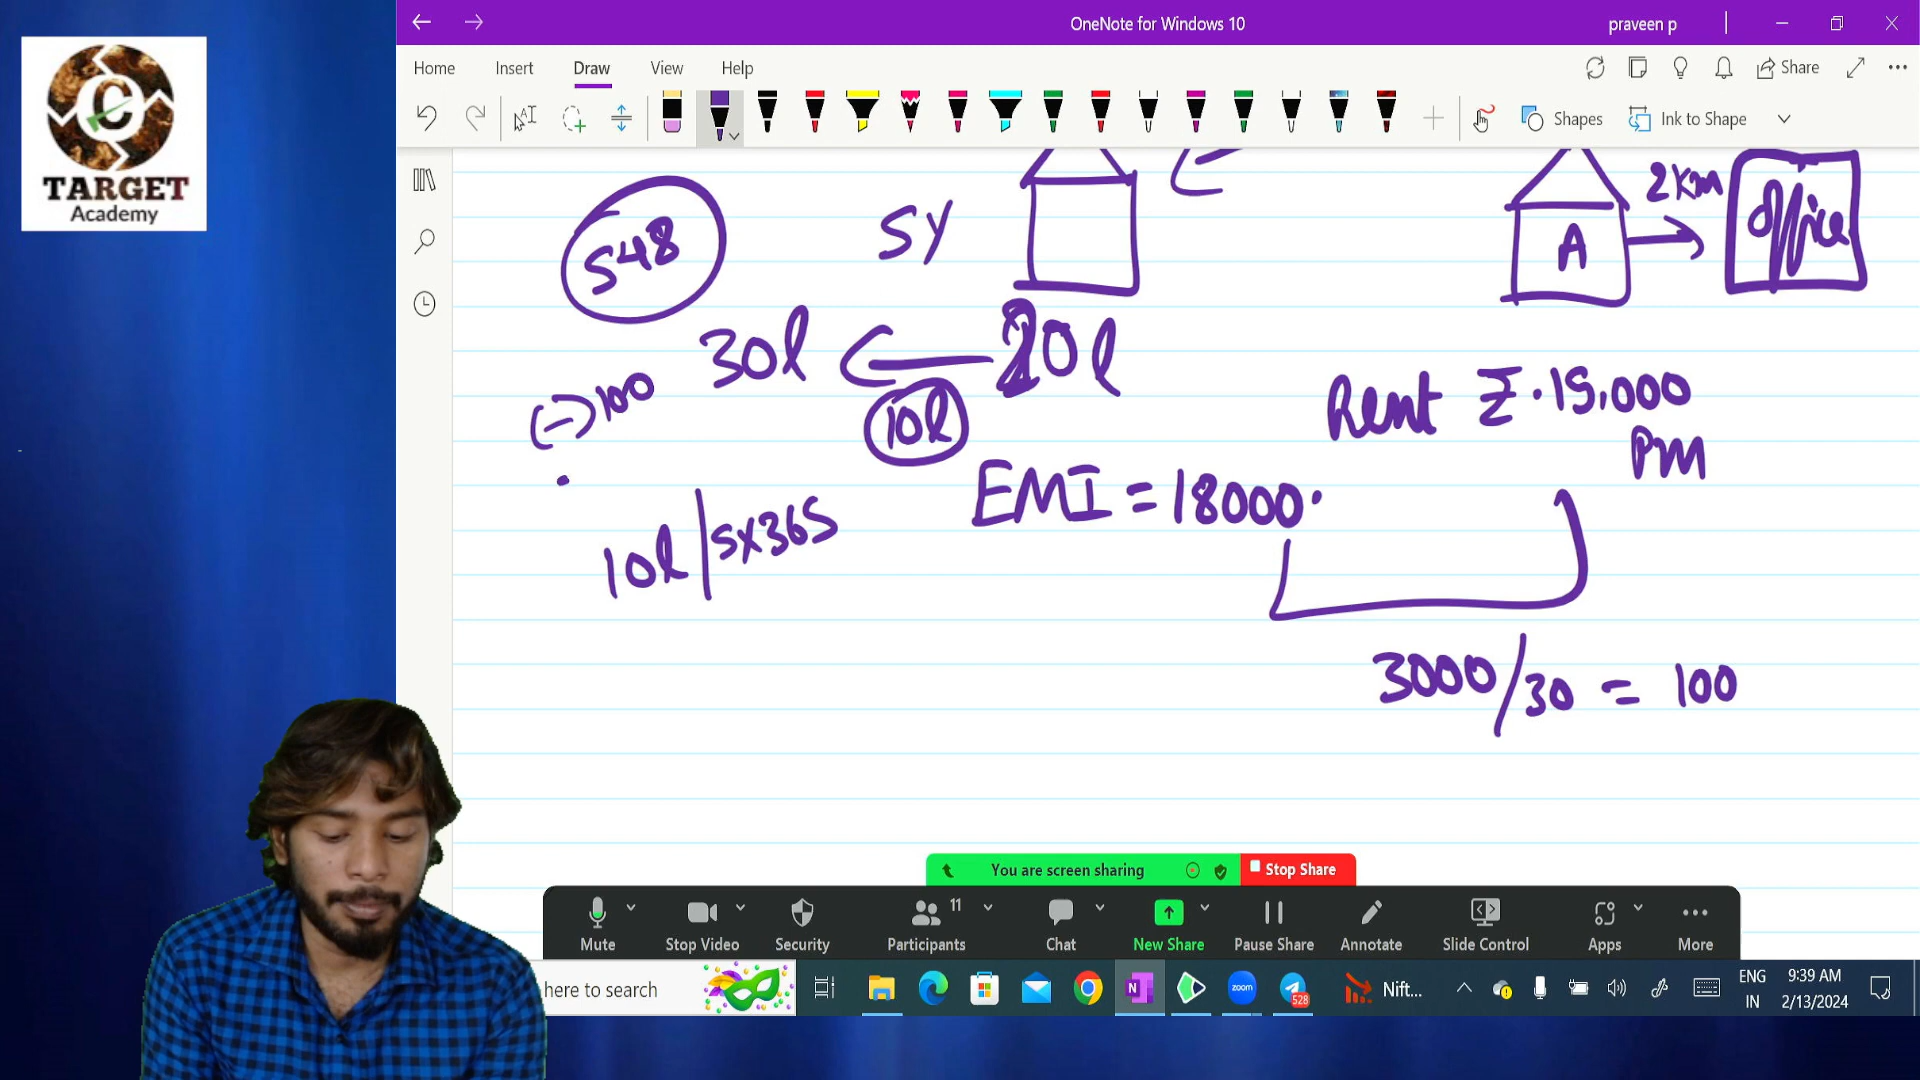 TARGET
Academy
OneNote for Windows 10
praveen p
Home Insert Draw View Help
Share
Shapes
Ink to Shape
548
5Y
A
2km
Office
30l
20l
10l
(-)100
Rent ₹.15,000
PM
EMI = 18000
10l/5x365
3000/30 = 100
You are screen sharing
Stop Share
Mute
Stop Video
Security
Participants 11
Chat
New Share
Pause Share
Annotate
Slide Control
Apps
More
here to search
528
Nift...
ENG
IN
9:39 AM
2/13/2024